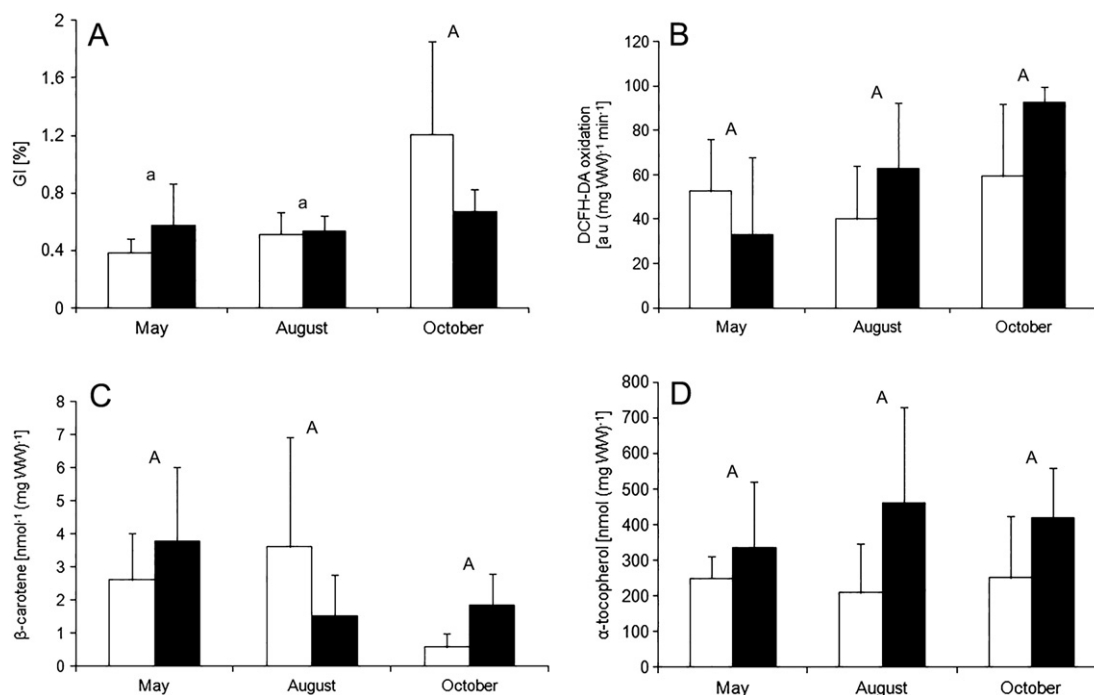 A
GI [%]
2
1.6
1.2
0.8
0.4
0
a
a
A
May
August
October
B
DCFH-DA oxidation
[a u (mg WW)-1 min-1]
120
100
80
60
40
20
0
A
A
A
May
August
October
C
β-carotene [nmol-1 (mg WW)-1]
8
7
6
5
4
3
2
1
0
A
A
A
May
August
October
D
α-tocopherol [nmol (mg WW)-1]
800
700
600
500
400
300
200
100
0
A
A
A
May
August
October